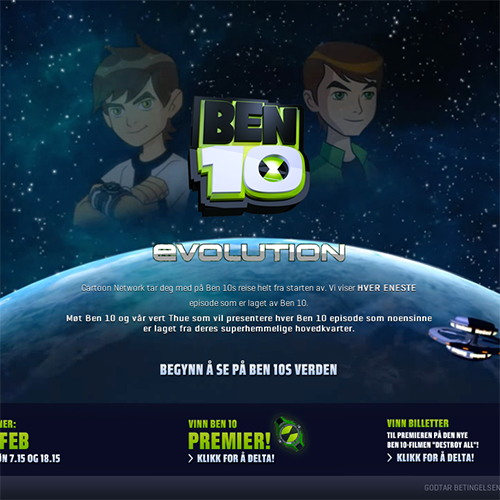 BEN
10
eVOLUTION
Cartoon Network tar deg med på Ben 10s reise helt fra starten av. Vi viser HVER ENESTE
episode som er laget av Ben 10.
Møt Ben 10 og vår vert Thue som vil presentere hver Ben 10 episode som noensinne
er laget fra deres superhemmelige hovedkvarter.
BEGYNN Å SE PÅ BEN 10S VERDEN
NER:
FEB
ØN 7.15 OG 18.15
VINN BEN 10
PREMIER!
> KLIKK FOR Å DELTA!
VINN BILLETTER
TIL PREMIEREN PÅ DEN NYE
BEN 10-FILMEN "DESTROY ALL"!
> KLIKK FOR Å DELTA!
GODTAR BETINGELSEN